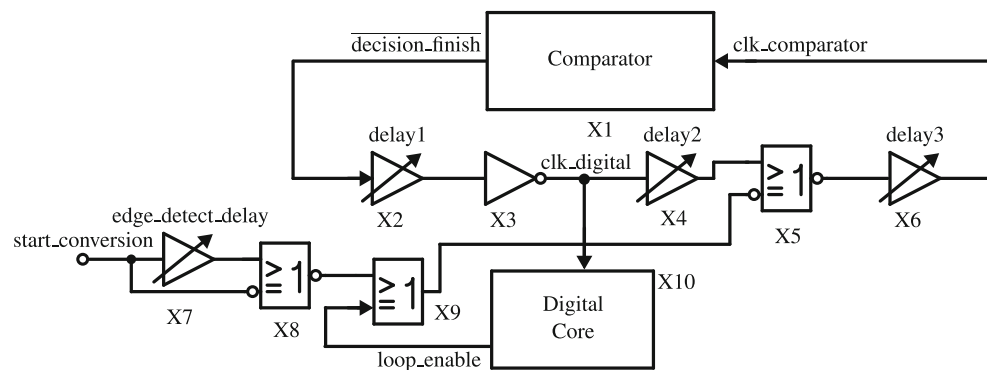 decision_finish
Comparator
clk_comparator
X1
delay1
clk_digital
delay2
delay3
≥ 1
X2
X3
X4
X5
X6
edge_detect_delay
start_conversion
≥ 1
≥ 1
X7
X8
X9
X10
Digital
Core
loop_enable